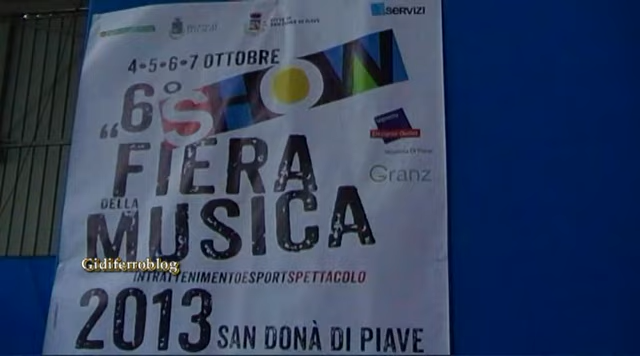 SERVIZI
4•5•6•7 OTTOBRE
“6° SHOW
FIERA
DELLA
MUSICA
Granz
Gidiferroblog
INTRATTENIMENTOESPORTSPETTACOLO
2013 SAN DONÀ DI PIAVE